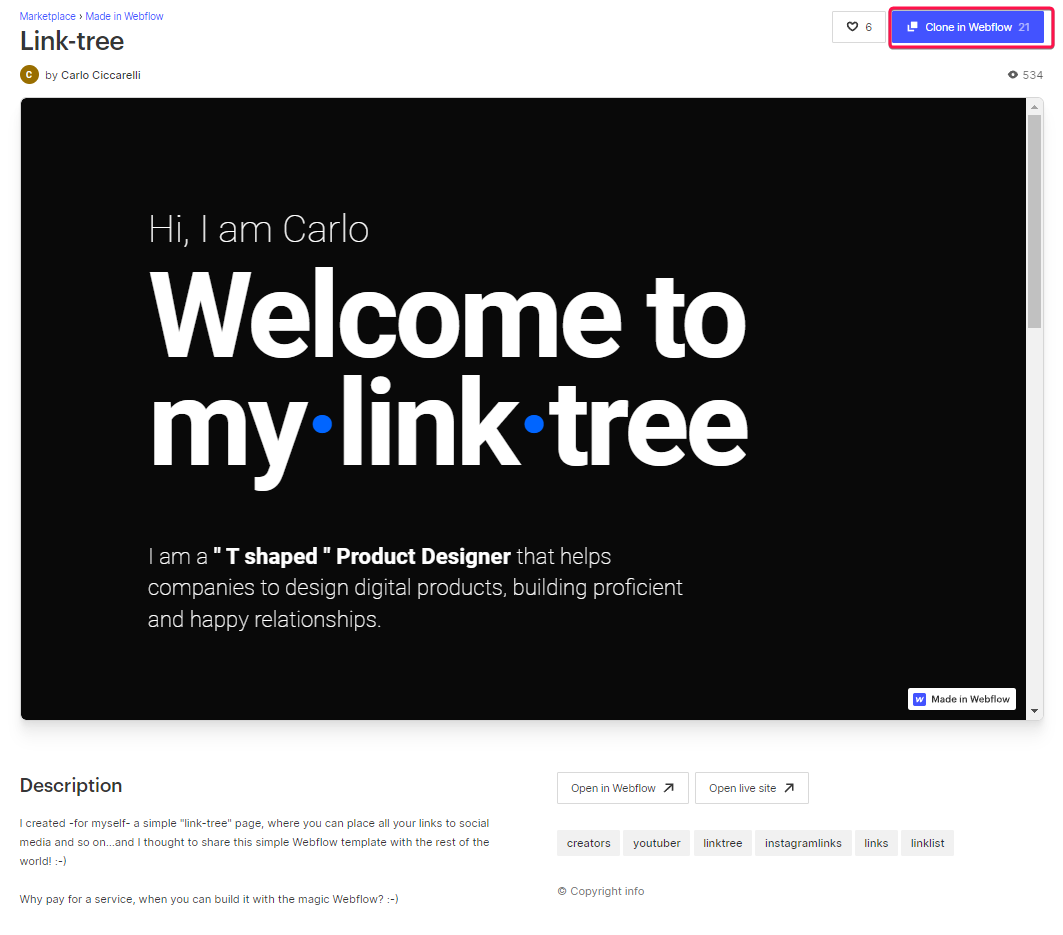 Marketplace › Made in Webflow
Link-tree
6
Clone in Webflow 21
C
by Carlo Ciccarelli
534
Hi, I am Carlo
Welcome to
my·link·tree
I am a " T shaped " Product Designer that helps
companies to design digital products, building proficient
and happy relationships.
W Made in Webflow
Description
I created -for myself- a simple "link-tree" page, where you can place all your links to social
media and so on...and I thought to share this simple Webflow template with the rest of the
world! :-)
Why pay for a service, when you can build it with the magic Webflow? :-)
Open in Webflow
Open live site
creators
youtuber
linktree
instagramlinks
links
linklist
© Copyright info